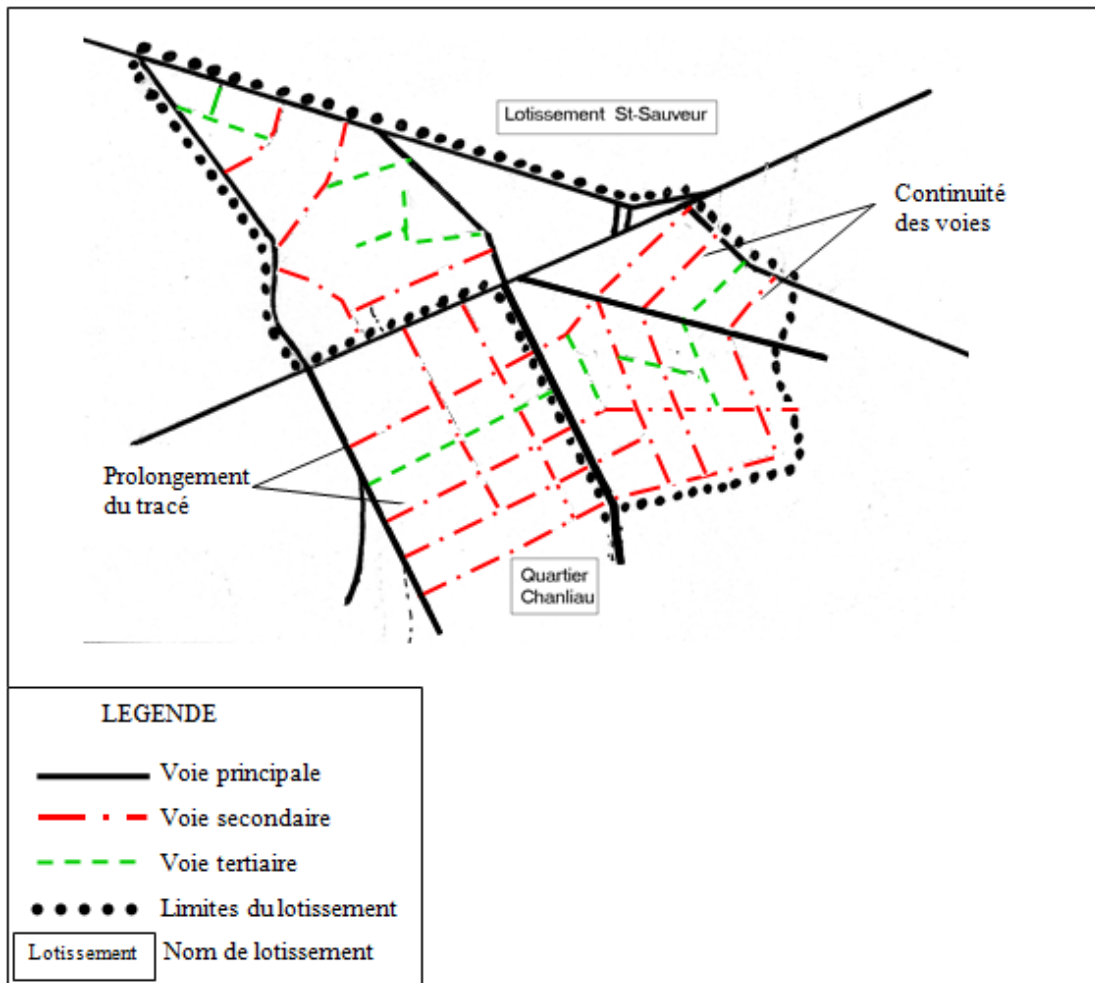 Lotissement St-Sauveur
Continuité
des voies
Prolongement
du tracé
Quartier
Chanliau
LEGENDE
Voie principale
Voie secondaire
Voie tertiaire
Limites du lotissement
Lotissement
Nom de lotissement